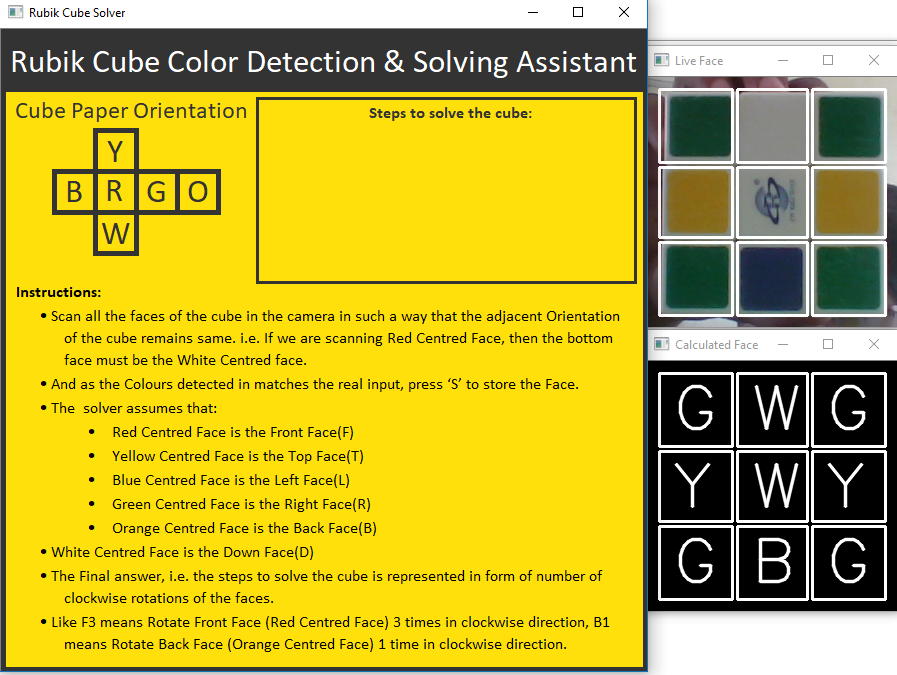 Rubik Cube Solver
Rubik Cube Color Detection & Solving Assistant
Cube Paper Orientation
Y
B R G O
W
Steps to solve the cube:
Instructions:
• Scan all the faces of the cube in the camera in such a way that the adjacent Orientation
of the cube remains same. i.e. If we are scanning Red Centred Face, then the bottom
face must be the White Centred face.
• And as the Colours detected in matches the real input, press ‘S’ to store the Face.
• The solver assumes that:
• Red Centred Face is the Front Face(F)
• Yellow Centred Face is the Top Face(T)
• Blue Centred Face is the Left Face(L)
• Green Centred Face is the Right Face(R)
• Orange Centred Face is the Back Face(B)
• White Centred Face is the Down Face(D)
• The Final answer, i.e. the steps to solve the cube is represented in form of number of
clockwise rotations of the faces.
• Like F3 means Rotate Front Face (Red Centred Face) 3 times in clockwise direction, B1
means Rotate Back Face (Orange Centred Face) 1 time in clockwise direction.
Live Face
Calculated Face
G W G
Y W Y
G B G